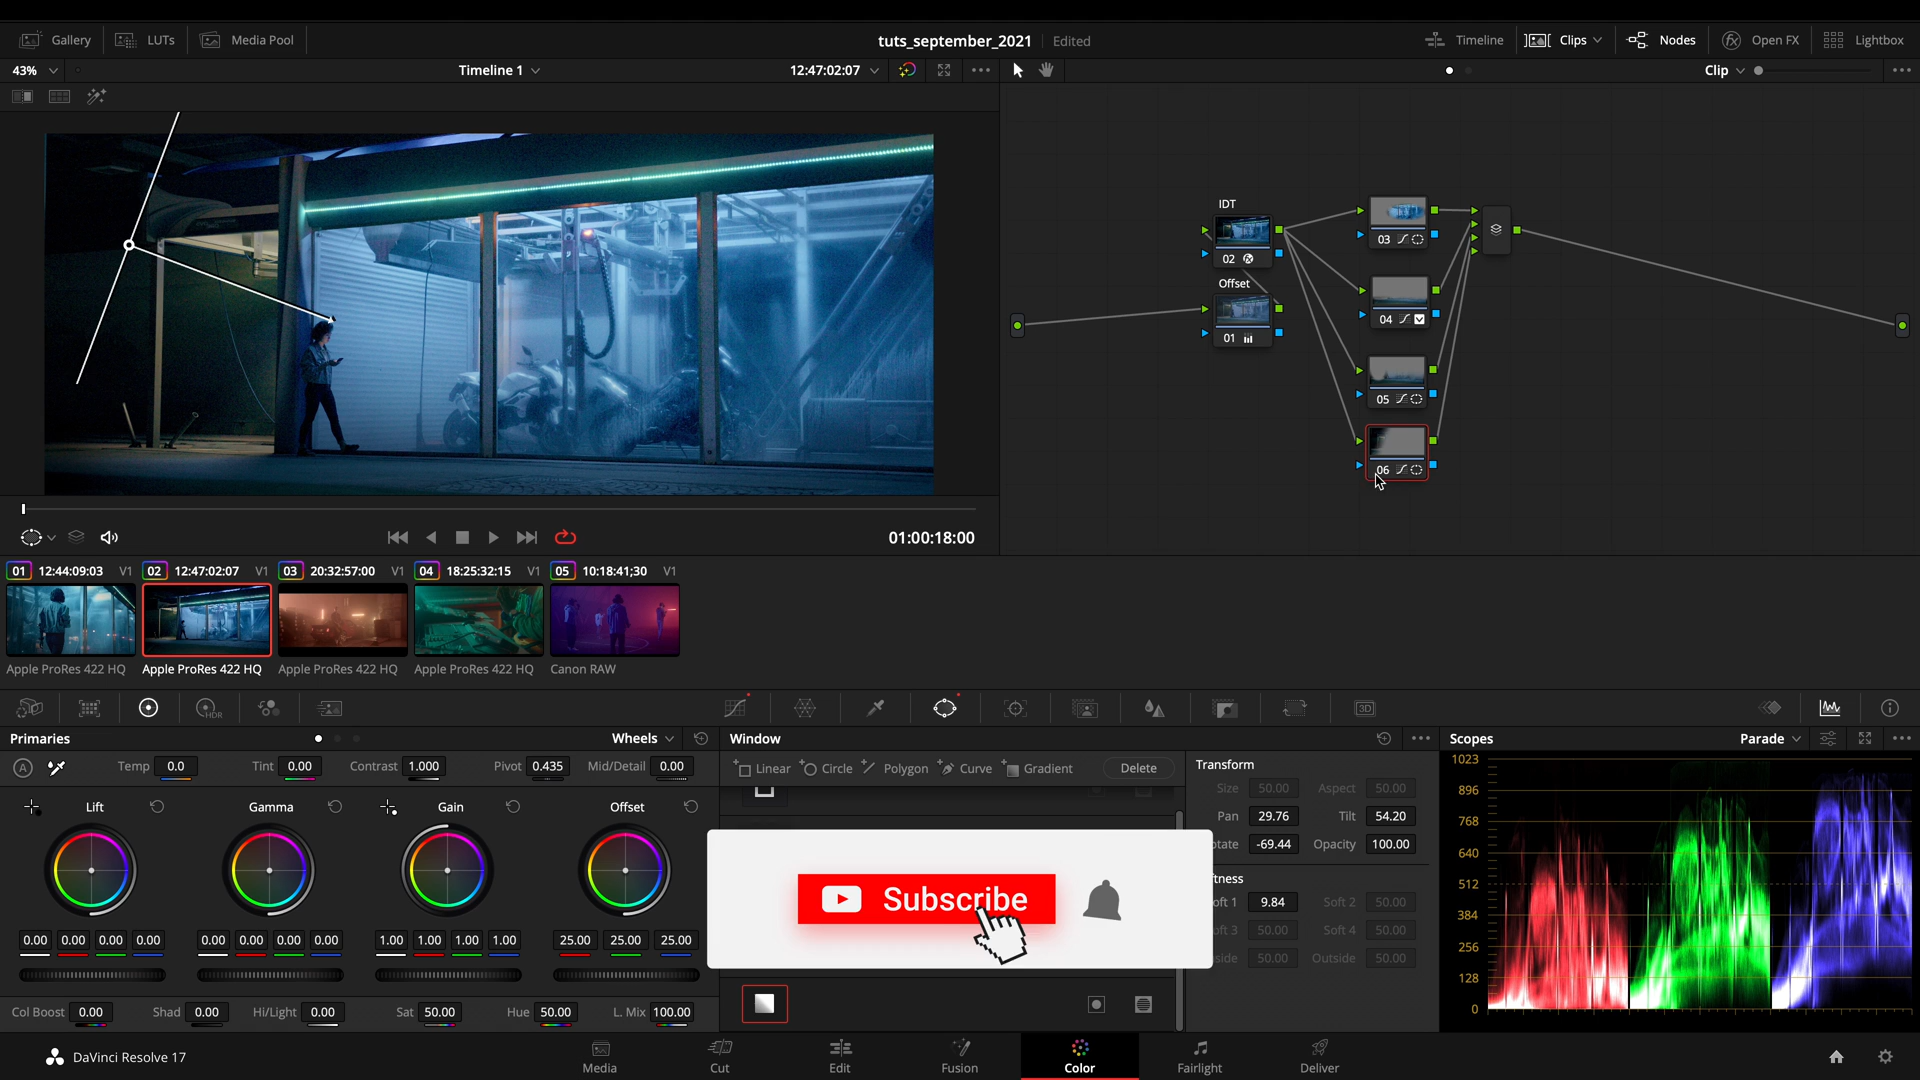 Gallery LUTs Media Pool tuts_september_2021 Edited Timeline Clips Nodes Open FX Lightbox
43% Timeline 1 12:47:02:07 Clip
IDT
02
Offset
01
03
04
05
06
01:00:18:00
01 12:44:09:03 V1 02 12:47:02:07 V1 03 20:32:57:00 V1 04 18:25:32:15 V1 05 10:18:41;30 V1
Apple ProRes 422 HQ Apple ProRes 422 HQ Apple ProRes 422 HQ Apple ProRes 422 HQ Canon RAW
HDR 3D
Primaries Wheels Window Scopes Parade
A Temp 0.0 Tint 0.00 Contrast 1.000 Pivot 0.435 Mid/Detail 0.00
Linear Circle Polygon Curve Gradient Delete
Lift Gamma Gain Offset
0.00 0.00 0.00 0.00 0.00 0.00 0.00 0.00 1.00 1.00 1.00 1.00 25.00 25.00 25.00
Col Boost 0.00 Shad 0.00 Hi/Light 0.00 Sat 50.00 Hue 50.00 L. Mix 100.00
Subscribe
Transform
Size 50.00 Aspect 50.00
Pan 29.76 Tilt 54.20
tate -69.44 Opacity 100.00
ftness
oft 1 9.84 Soft 2 50.00
oft 3 50.00 Soft 4 50.00
side 50.00 Outside 50.00
1023
896
768
640
512
384
256
128
0
DaVinci Resolve 17 Media Cut Edit Fusion Color Fairlight Deliver